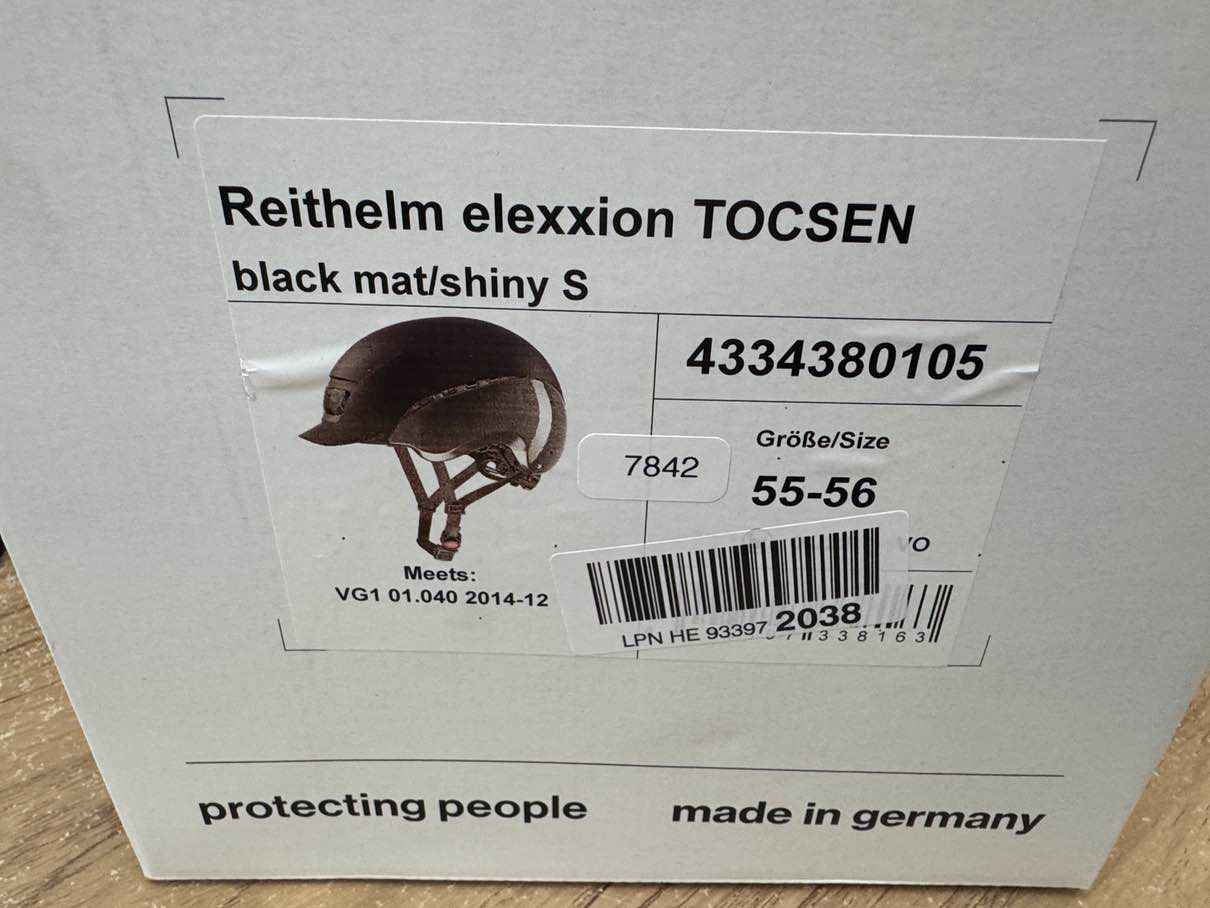 Reithelm elexxion TOCSEN
black mat/shiny S
4334380105
Größe/Size
7842
55-56
Meets:
VG1 01.040 2014-12
LPN HE 93397 2038
338163
protecting people
made in germany